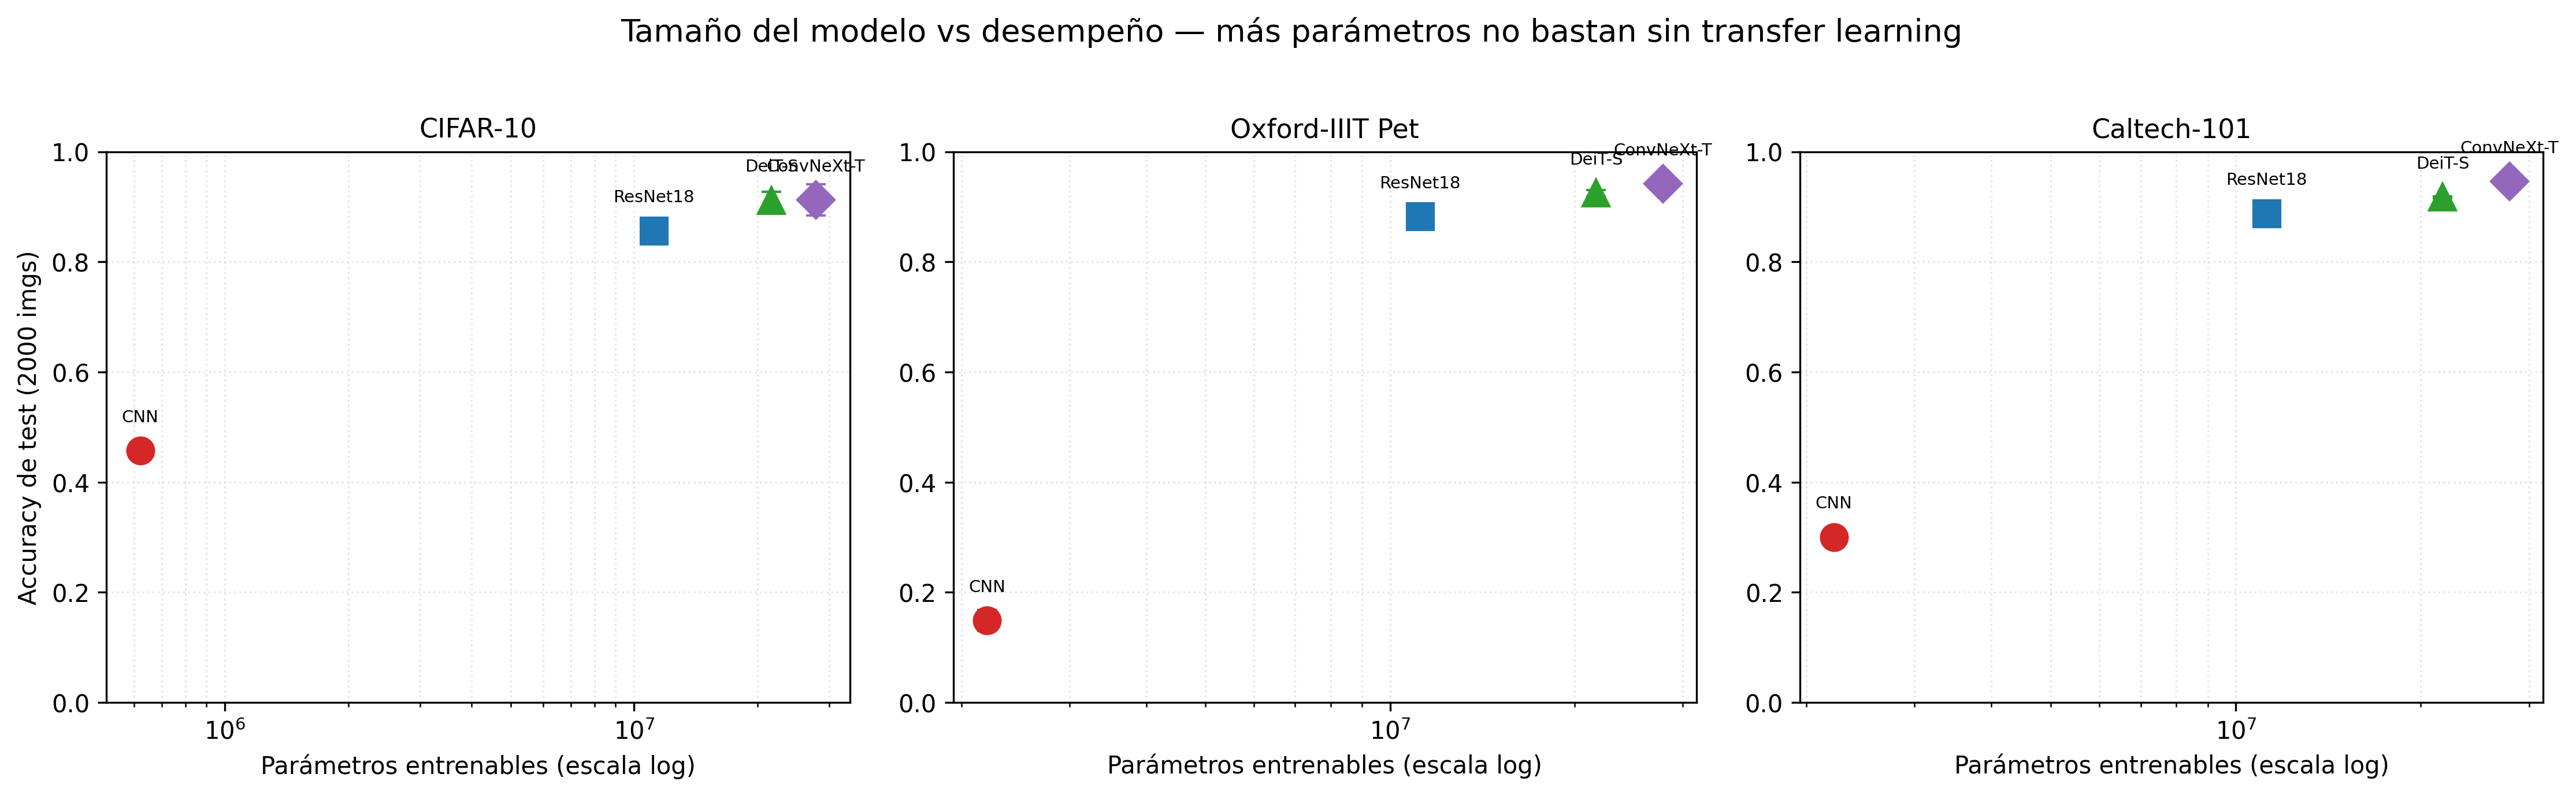 Tamaño del modelo vs desempeño — más parámetros no bastan sin transfer learning
CIFAR-10
Accuracy de test (2000 imgs)
1.0
0.8
0.6
0.4
0.2
0.0
CNN
ResNet18
DeiT-S
ConvNeXt-T
10⁶
10⁷
Parámetros entrenables (escala log)
Oxford-IIIT Pet
1.0
0.8
0.6
0.4
0.2
0.0
CNN
ResNet18
DeiT-S
ConvNeXt-T
10⁷
Parámetros entrenables (escala log)
Caltech-101
1.0
0.8
0.6
0.4
0.2
0.0
CNN
ResNet18
DeiT-S
ConvNeXt-T
10⁷
Parámetros entrenables (escala log)